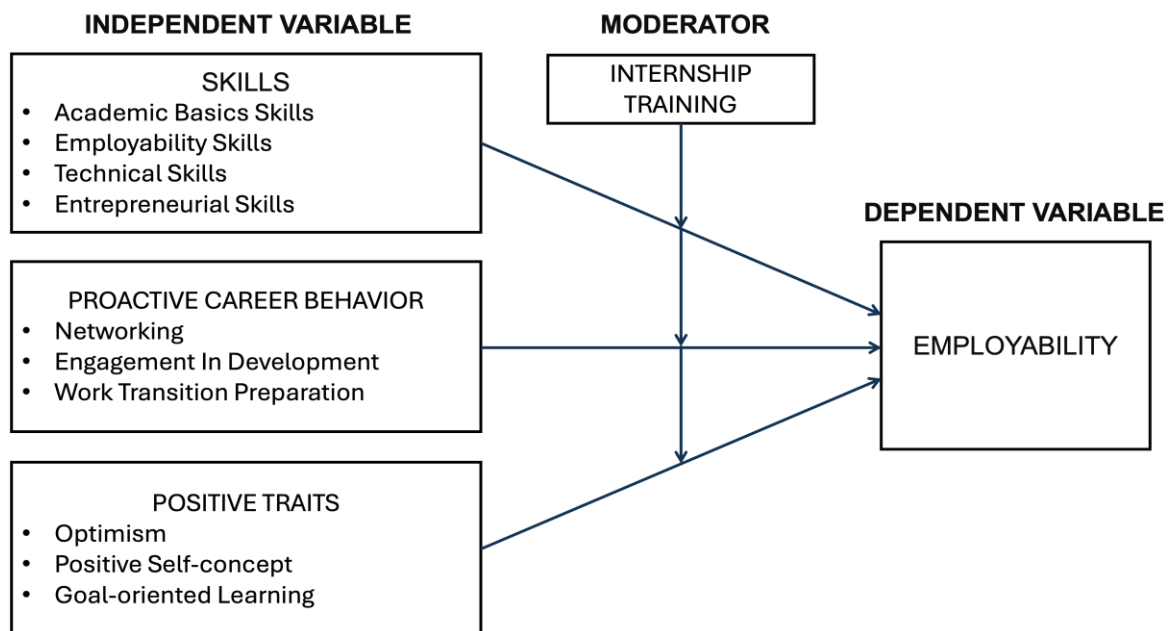 INDEPENDENT VARIABLE
SKILLS
• Academic Basics Skills
• Employability Skills
• Technical Skills
• Entrepreneurial Skills
PROACTIVE CAREER BEHAVIOR
• Networking
• Engagement In Development
• Work Transition Preparation
POSITIVE TRAITS
• Optimism
• Positive Self-concept
• Goal-oriented Learning
MODERATOR
INTERNSHIP
TRAINING
DEPENDENT VARIABLE
EMPLOYABILITY